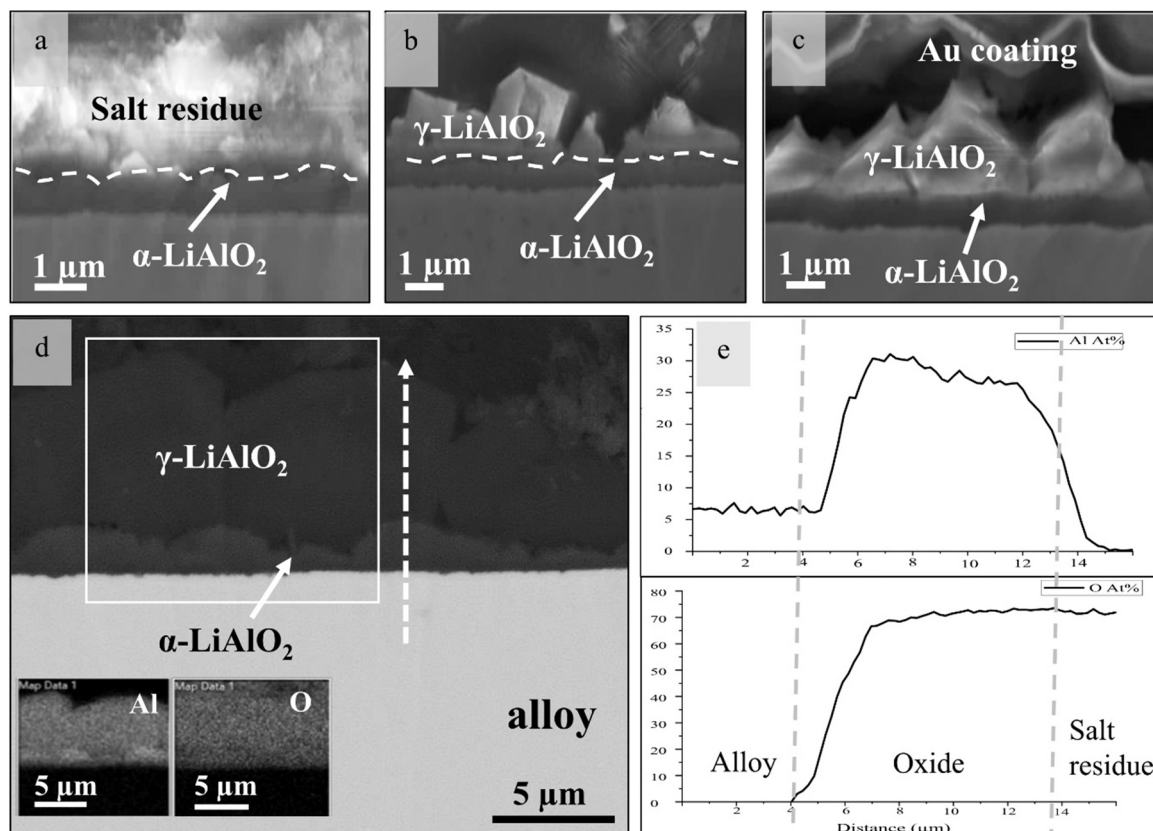 a
Salt residue
α-LiAlO₂
1 µm
b
γ-LiAlO₂
α-LiAlO₂
1 µm
c
Au coating
γ-LiAlO₂
α-LiAlO₂
1 µm
d
γ-LiAlO₂
α-LiAlO₂
alloy
5 µm
Map Data 1
Al
5 µm
Map Data 1
O
5 µm
e
Al At%
35
30
25
20
15
10
5
0
2 4 6 8 10 12 14
O At%
80
70
60
50
40
30
20
10
0
Alloy
Oxide
Salt
residue
2 4 6 8 10 12 14
Distance (µm)